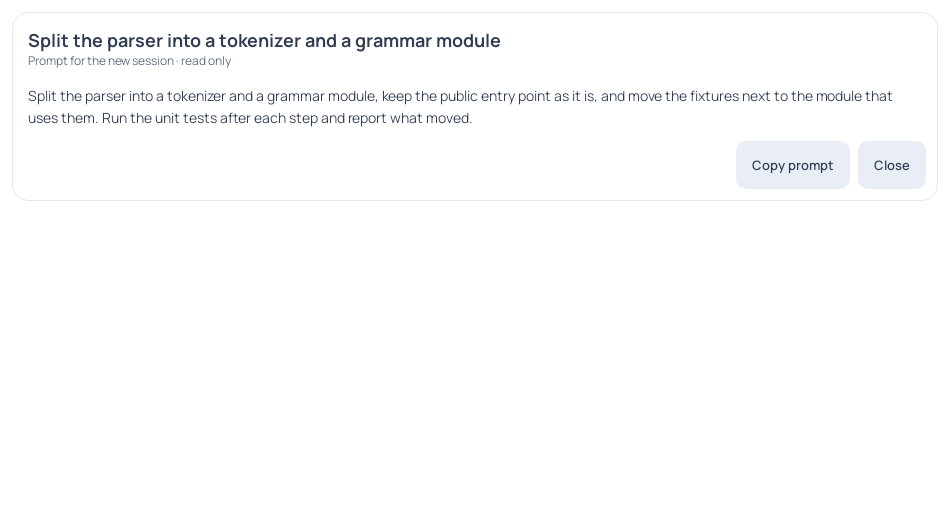 Split the parser into a tokenizer and a grammar module
Prompt for the new session · read only
Split the parser into a tokenizer and a grammar module, keep the public entry point as it is, and move the fixtures next to the module that
uses them. Run the unit tests after each step and report what moved.
Copy prompt
Close